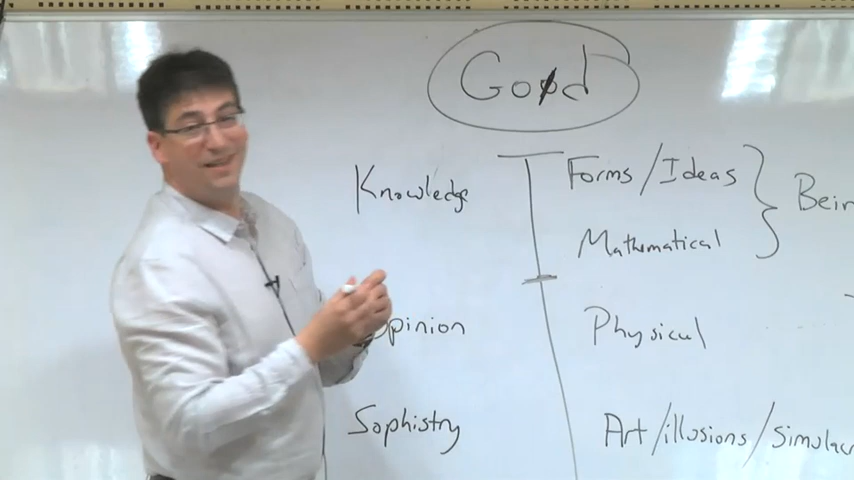 Good
Knowledge Forms/Ideas
Mathematical
Opinion Physical
Sophistry Art/illusions/